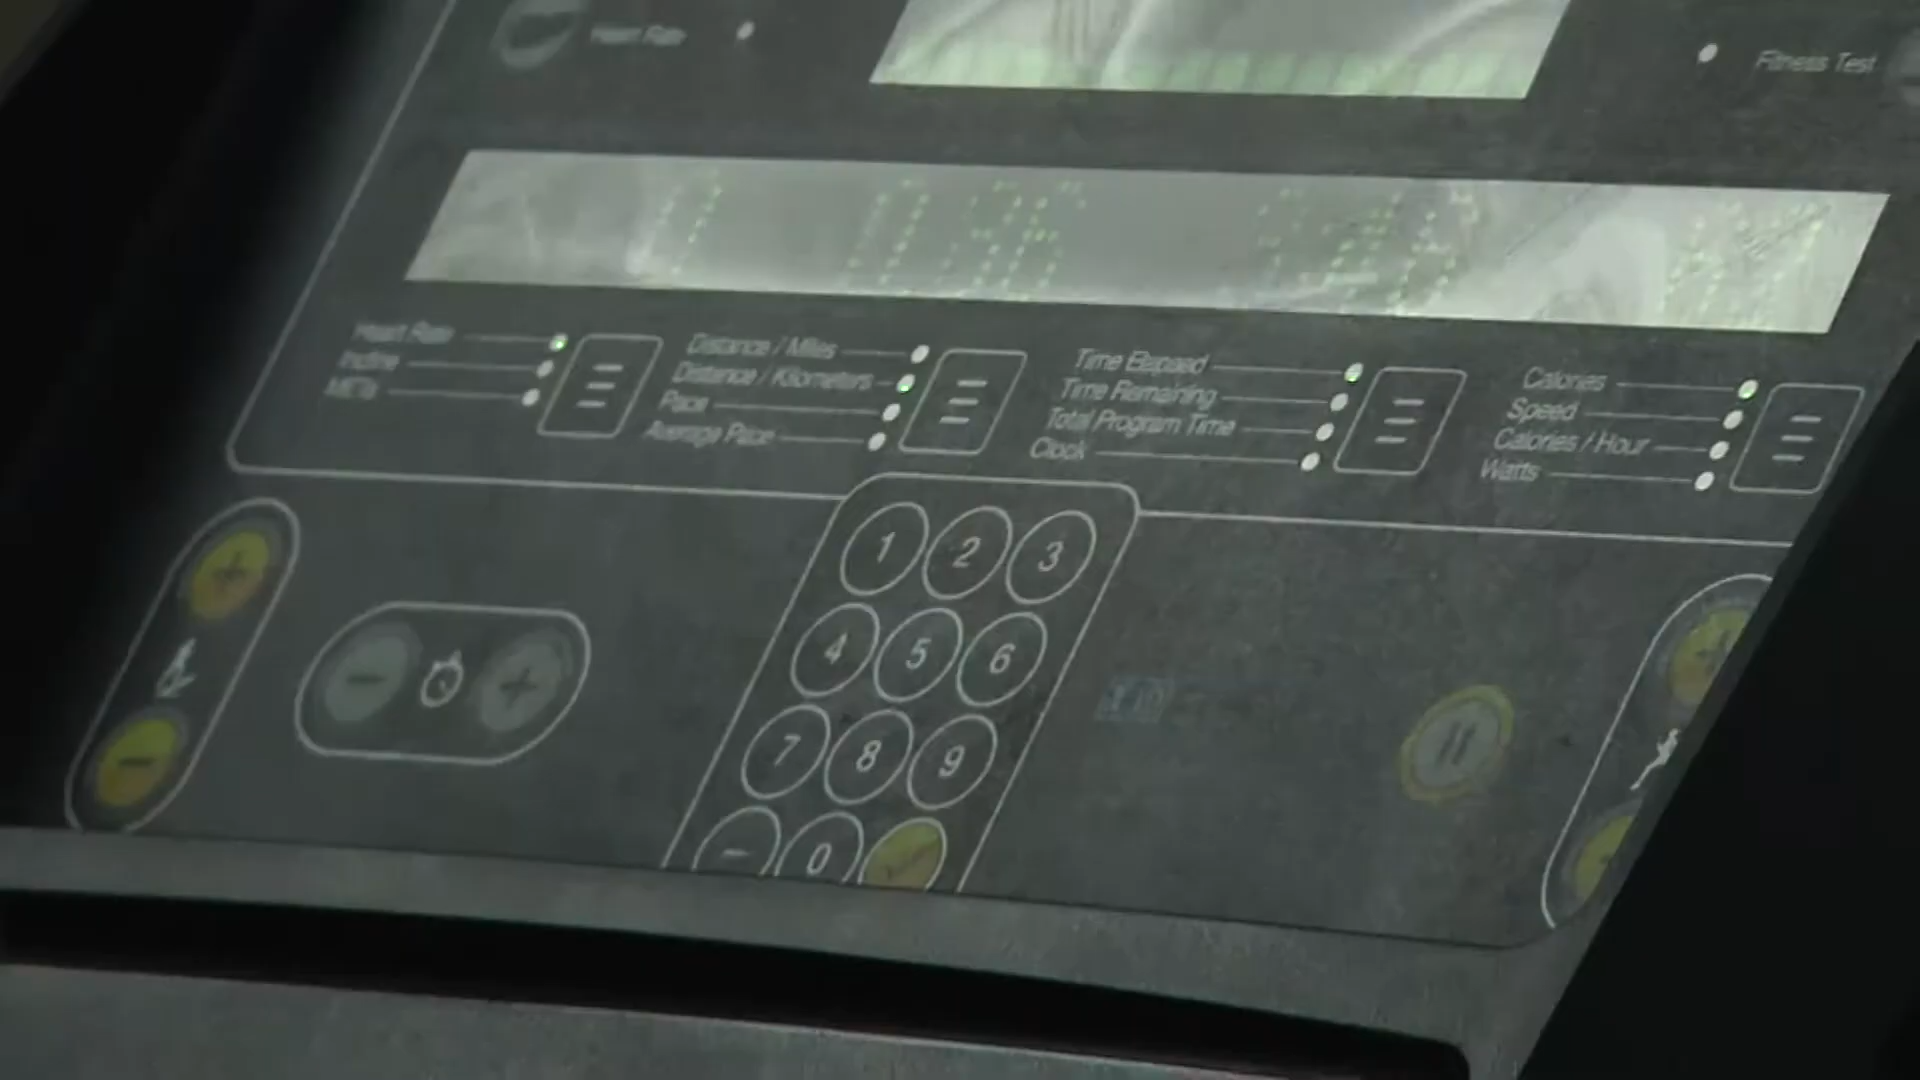 Heart Rate
Fitness Test
Heart Rate
Incline
METs
Distance / Miles
Distance / Kilometers
Pace
Average Pace
Time Elapsed
Time Remaining
Total Program Time
Clock
Calories
Speed
Calories / Hour
Watts
1 2 3
4 5 6
7 8 9
0